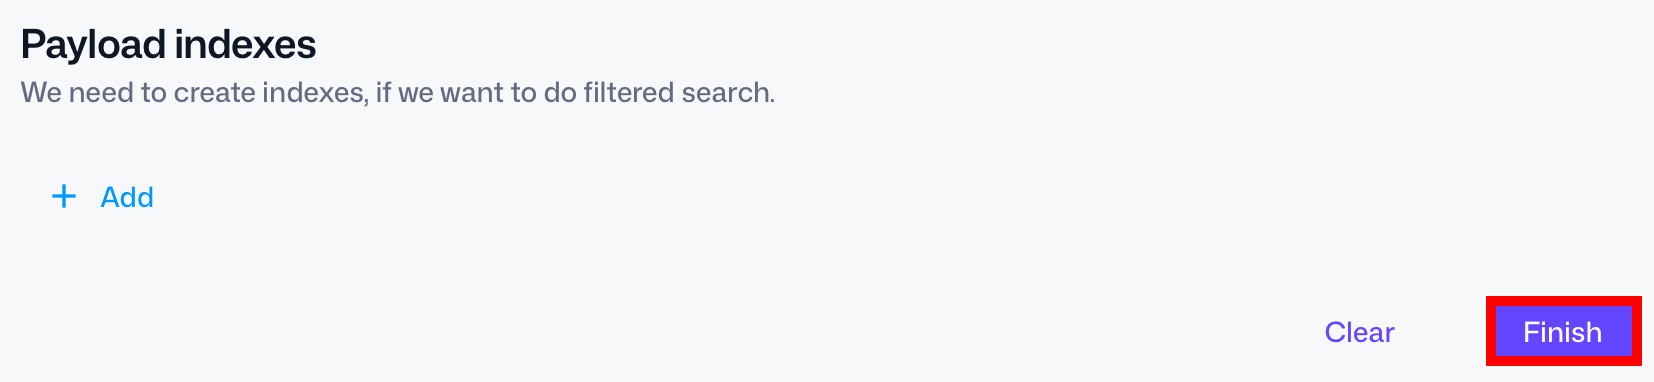 Payload indexes
We need to create indexes, if we want to do filtered search.
+ Add
Clear
Finish